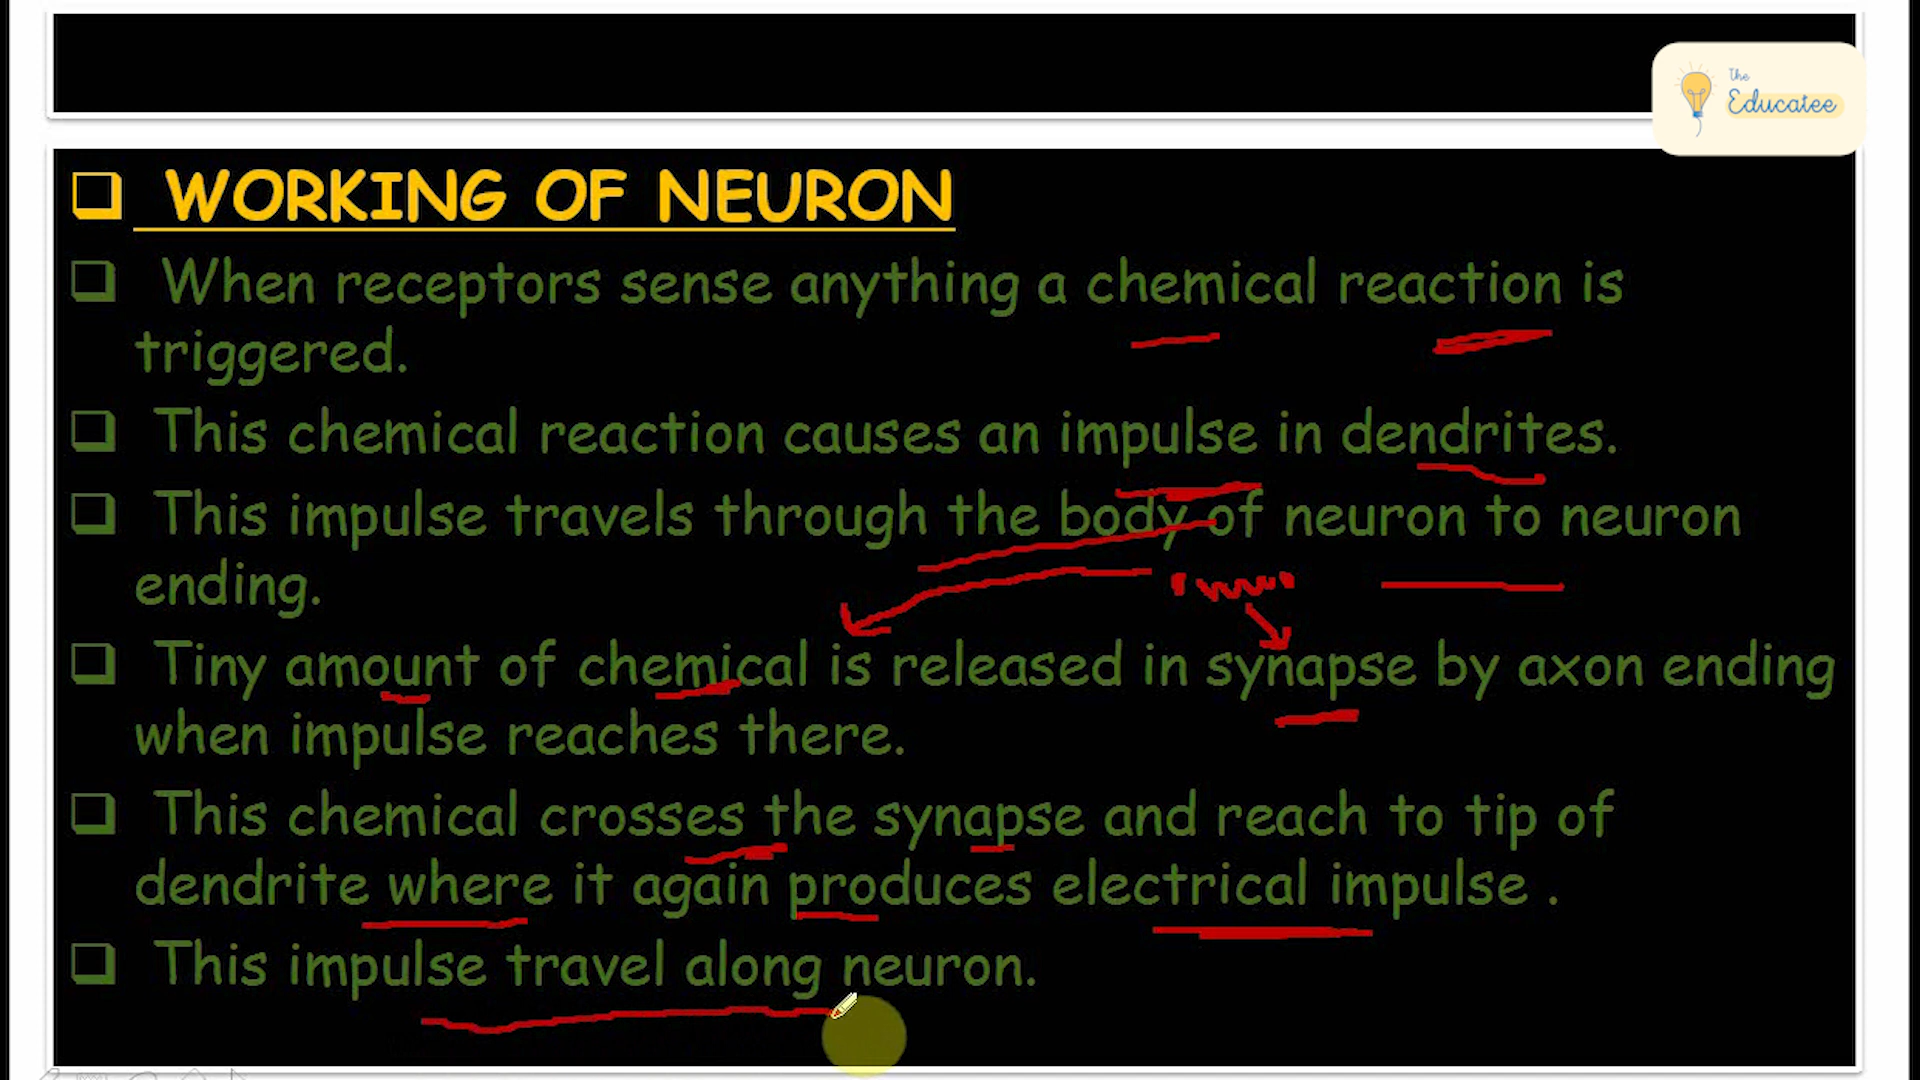 The
Educatee
WORKING OF NEURON
When receptors sense anything a chemical reaction is
triggered.
This chemical reaction causes an impulse in dendrites.
This impulse travels through the body of neuron to neuron
ending.
Tiny amount of chemical is released in synapse by axon ending
when impulse reaches there.
This chemical crosses the synapse and reach to tip of
dendrite where it again produces electrical impulse .
This impulse travel along neuron.